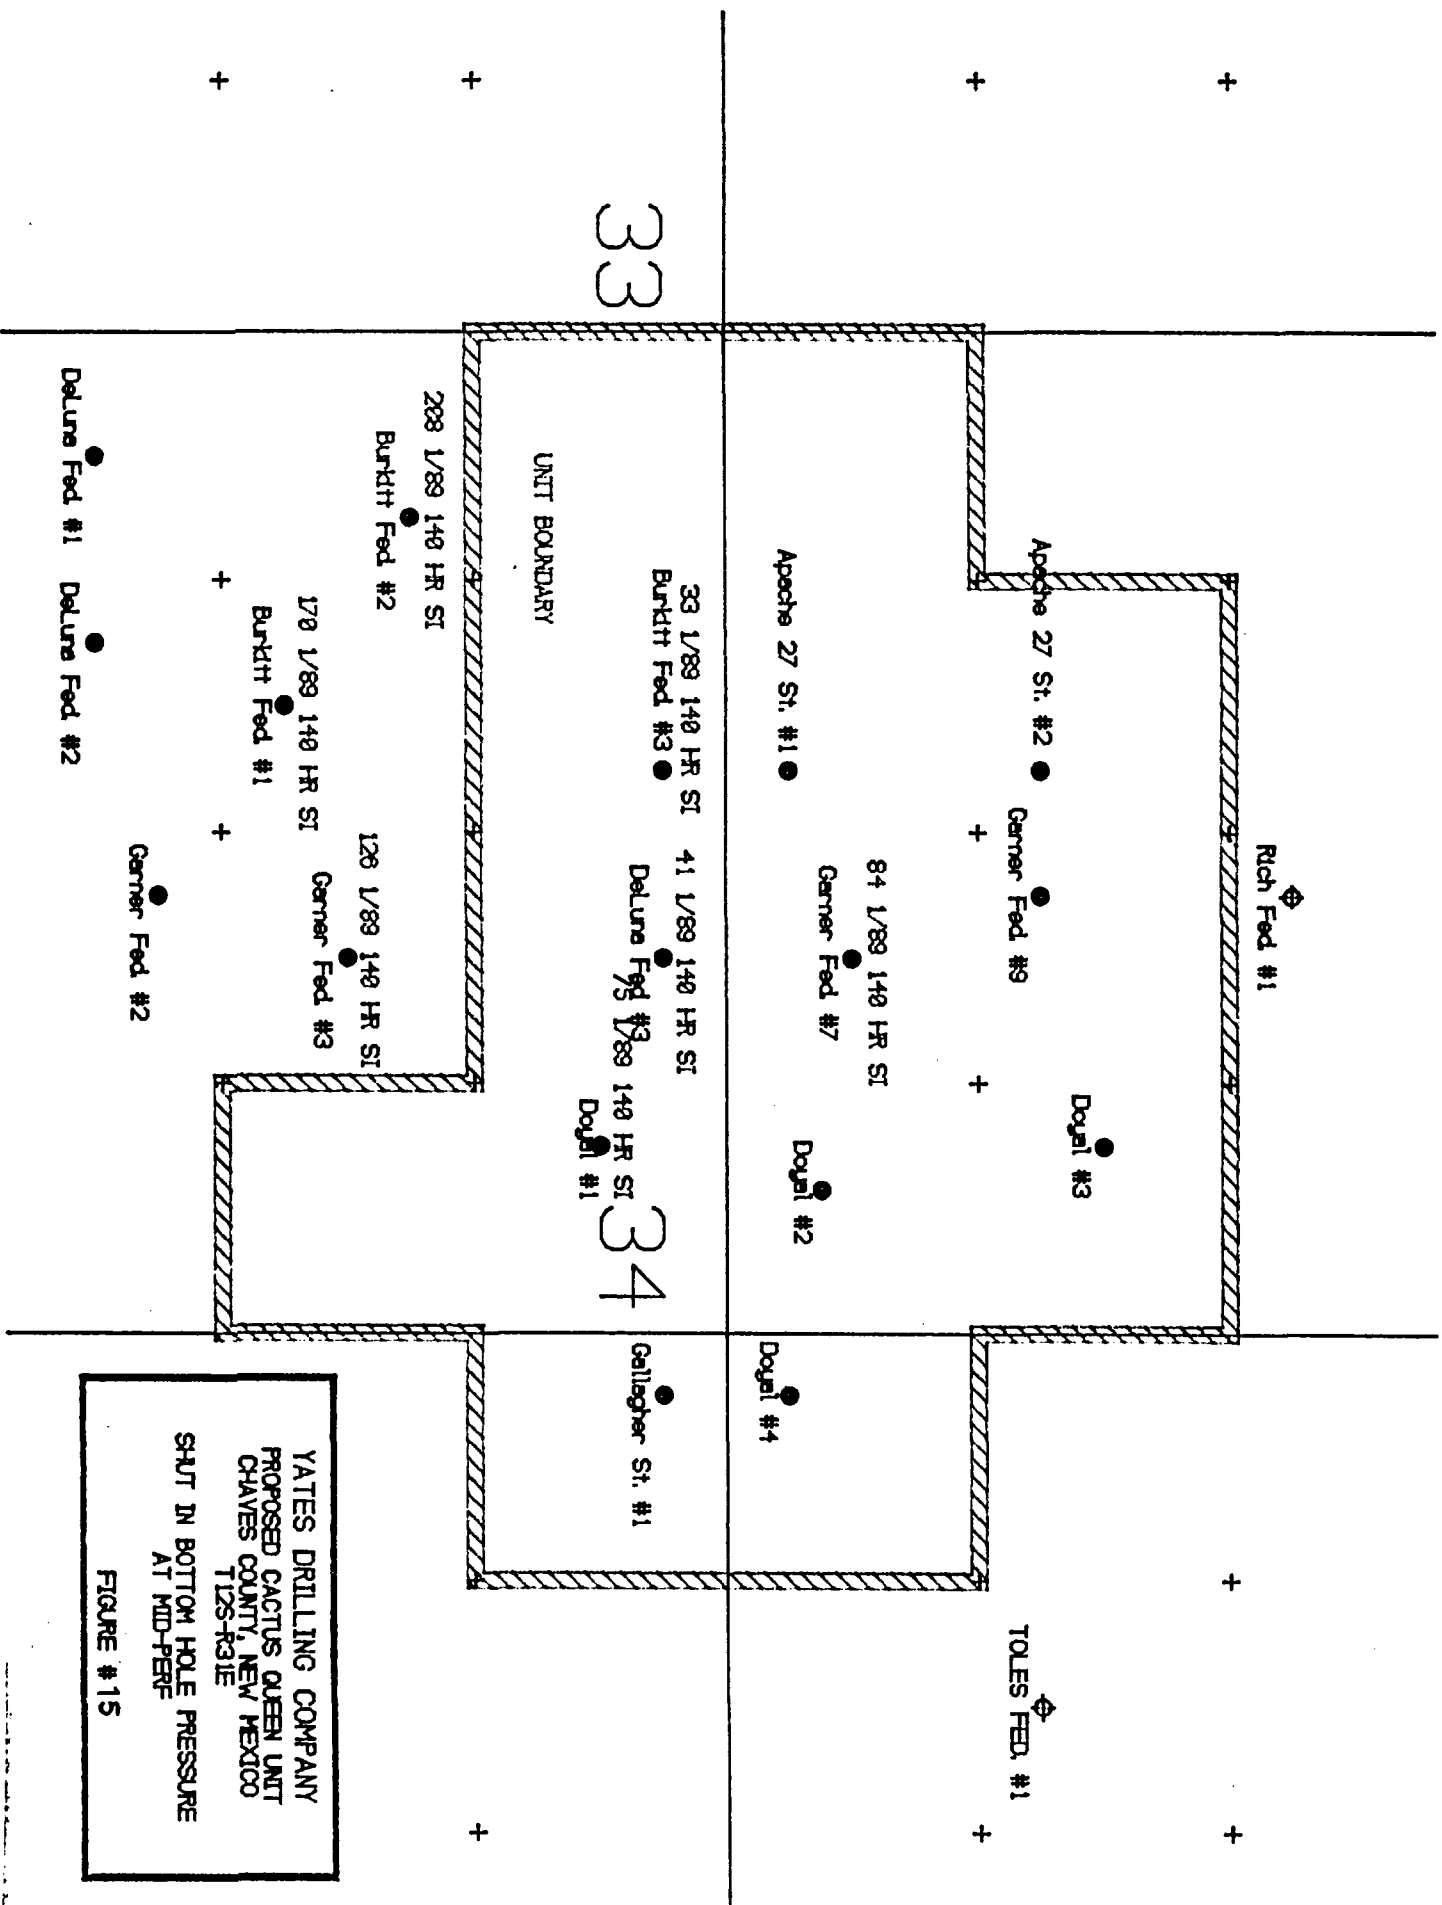 Rich Fed. #1
TOLES FED. #1
Doyal #3
Apache 27 St. #2
Garner Fed. #9
84 1/89 140 HR SI
Garner Fed. #7
Doyal #2
Apache 27 St. #1
Doyal #4
33 1/89 140 HR SI
Burkitt Fed. #3
41 1/89 140 HR SI
DeLuna Fed. #3
75 1/89 140 HR SI
Doyal #1
33
34
Gallagher St. #1
UNIT BOUNDARY
208 1/89 140 HR SI
Burkitt Fed. #2
126 1/89 140 HR SI
Garner Fed. #3
170 1/89 140 HR SI
Burkitt Fed. #1
Garner Fed. #2
DeLuna Fed. #1
DeLuna Fed. #2
YATES DRILLING COMPANY
PROPOSED CACTUS QUEEN UNIT
CHAVES COUNTY, NEW MEXICO
T12S-R31E
SHUT IN BOTTOM HOLE PRESSURE
AT MID-PERF
FIGURE #15